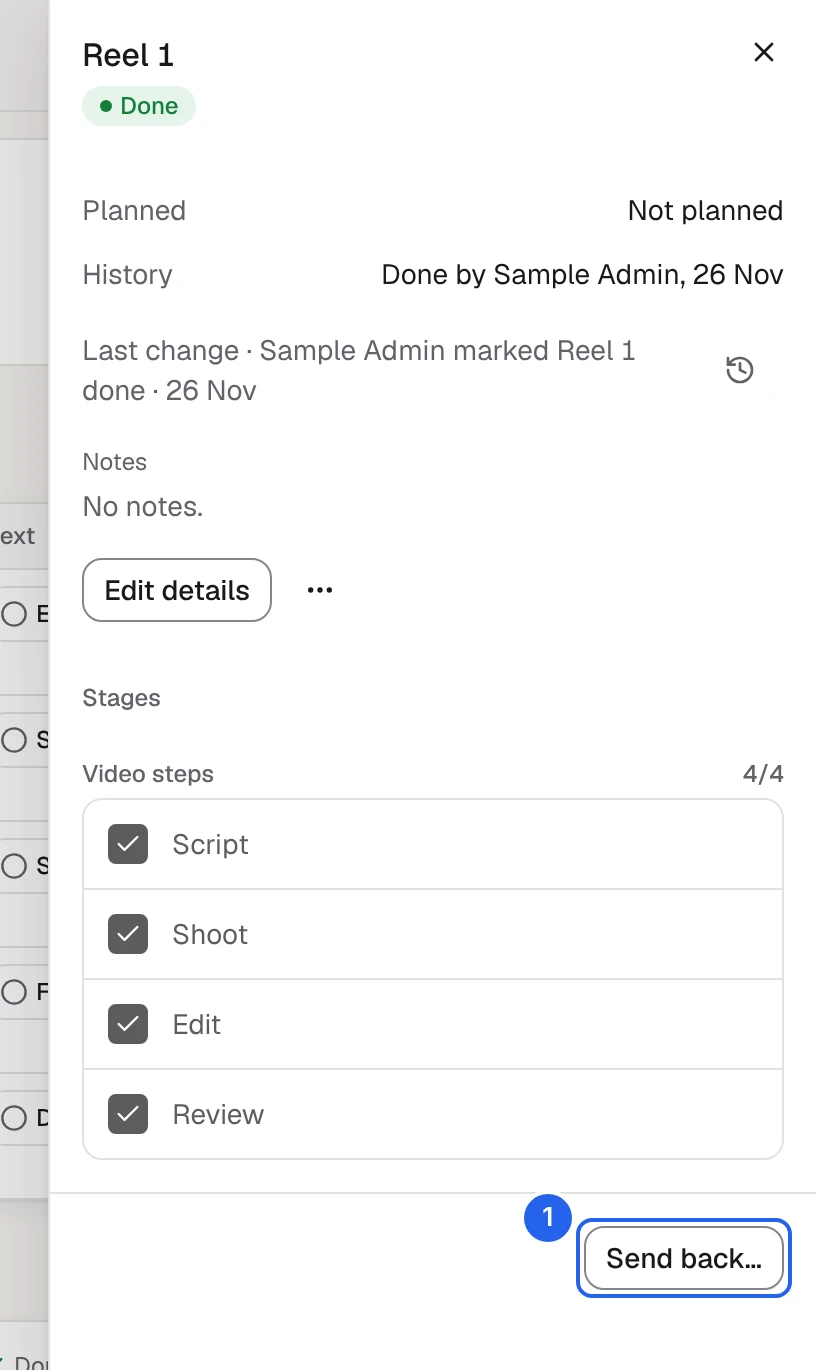 Reel 1
Done
Planned
Not planned
History
Done by Sample Admin, 26 Nov
Last change · Sample Admin marked Reel 1
done · 26 Nov
Notes
No notes.
ext
Edit details
E
Stages
S
Video steps
4/4
Script
S
Shoot
F
Edit
D
Review
1
Send back...